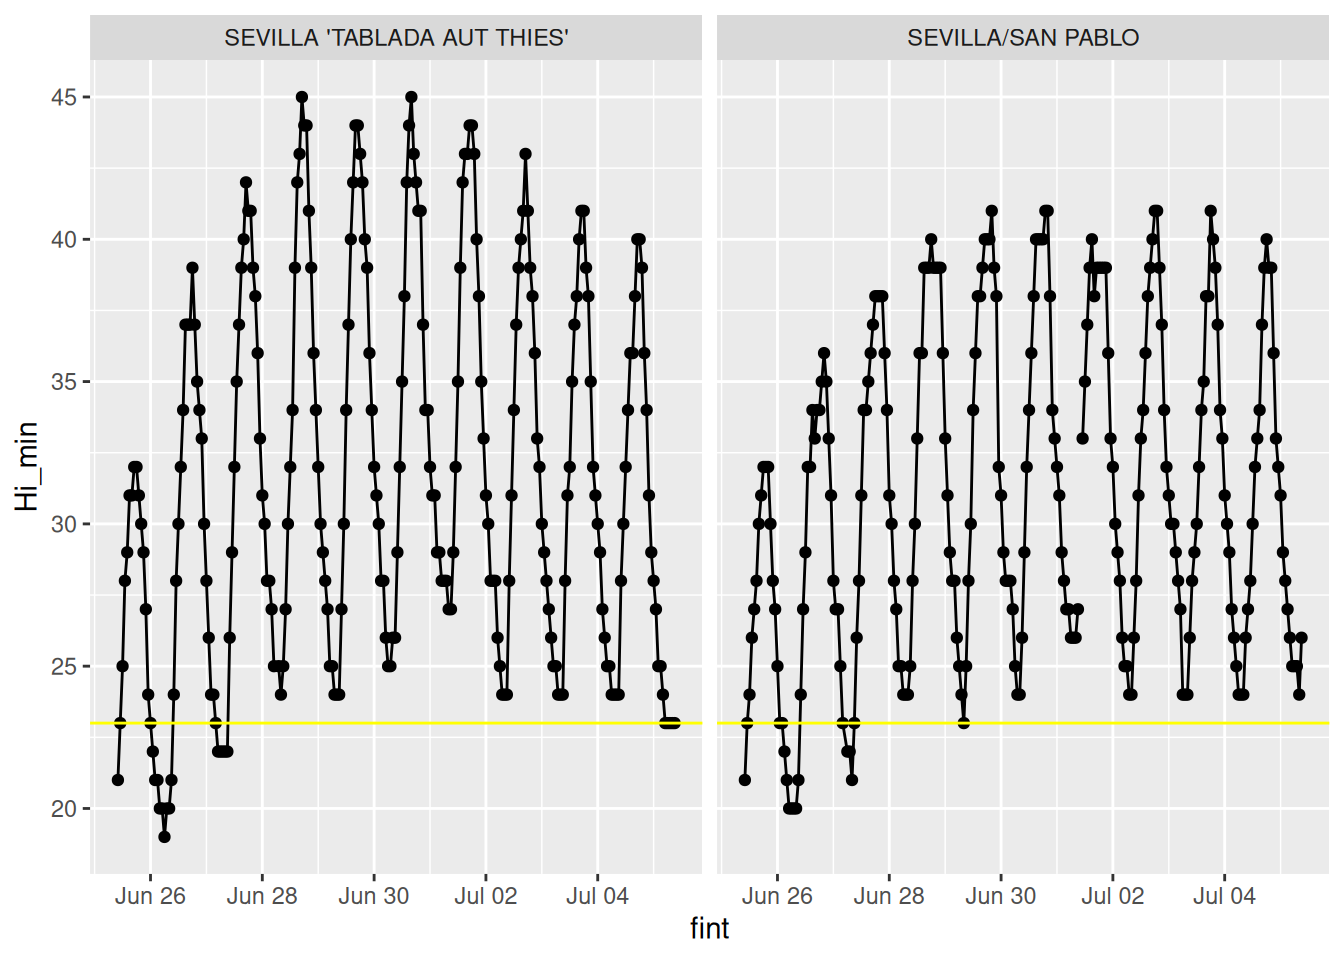 SEVILLA 'TABLADA AUT THIES'
SEVILLA/SAN PABLO
45
40
35
30
25
20
Hi_min
Jun 26 Jun 28 Jun 30 Jul 02 Jul 04
Jun 26 Jun 28 Jun 30 Jul 02 Jul 04
fint